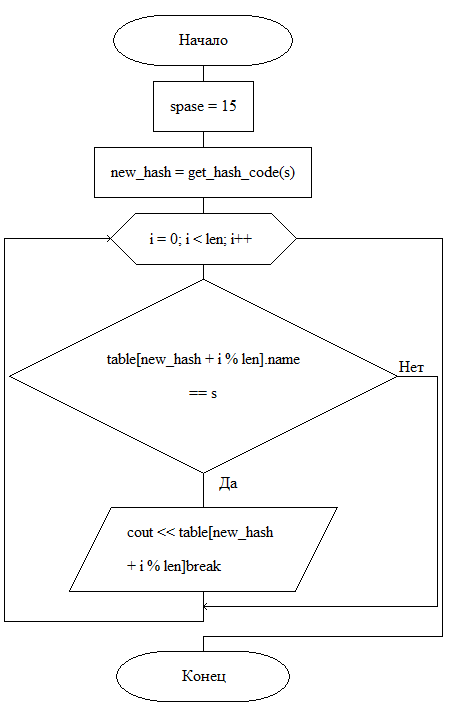 Начало
spase = 15
new_hash = get_hash_code(s)
i = 0; i < len; i++
table[new_hash + i % len].name
== s
Нет
Да
cout << table[new_hash
+ i % len]break
Конец